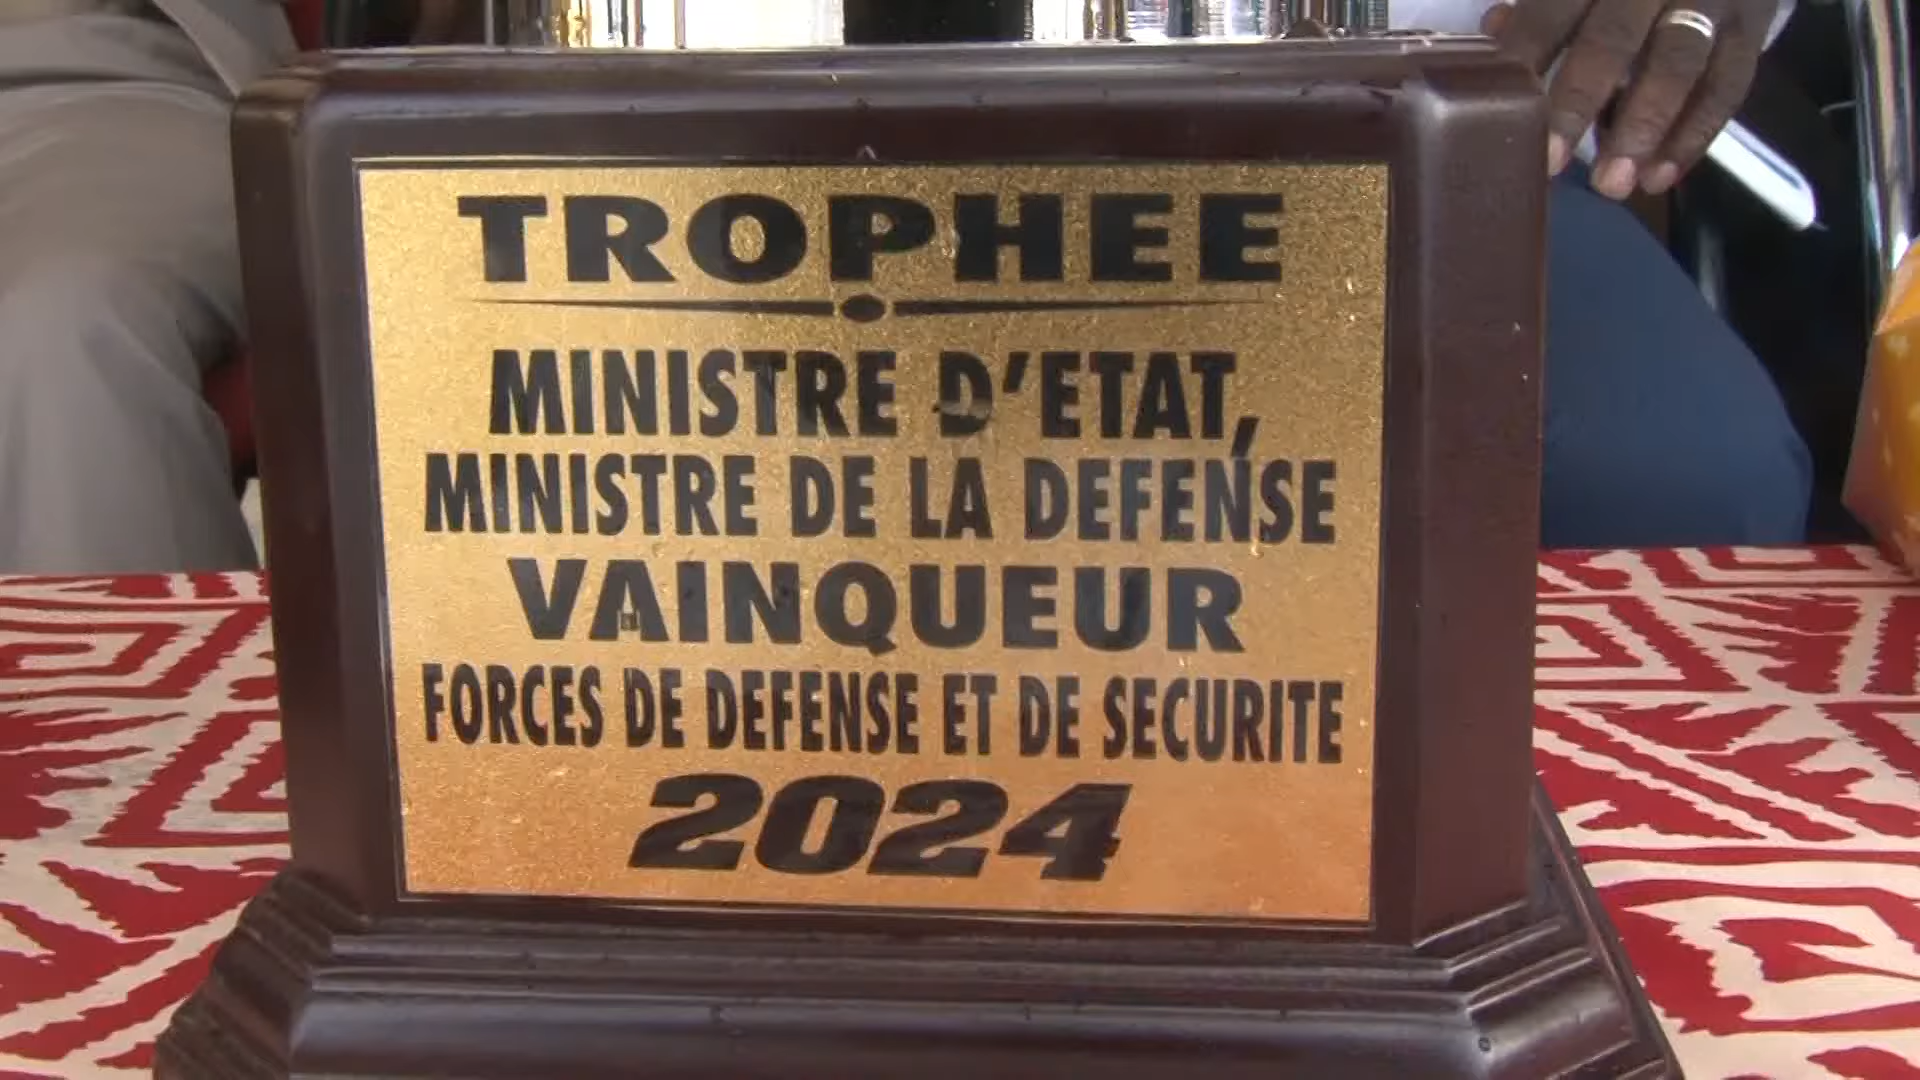 TROPHEE
MINISTRE D'ETAT,
MINISTRE DE LA DEFENSE
VAINQUEUR
FORCES DE DEFENSE ET DE SECURITE
2024